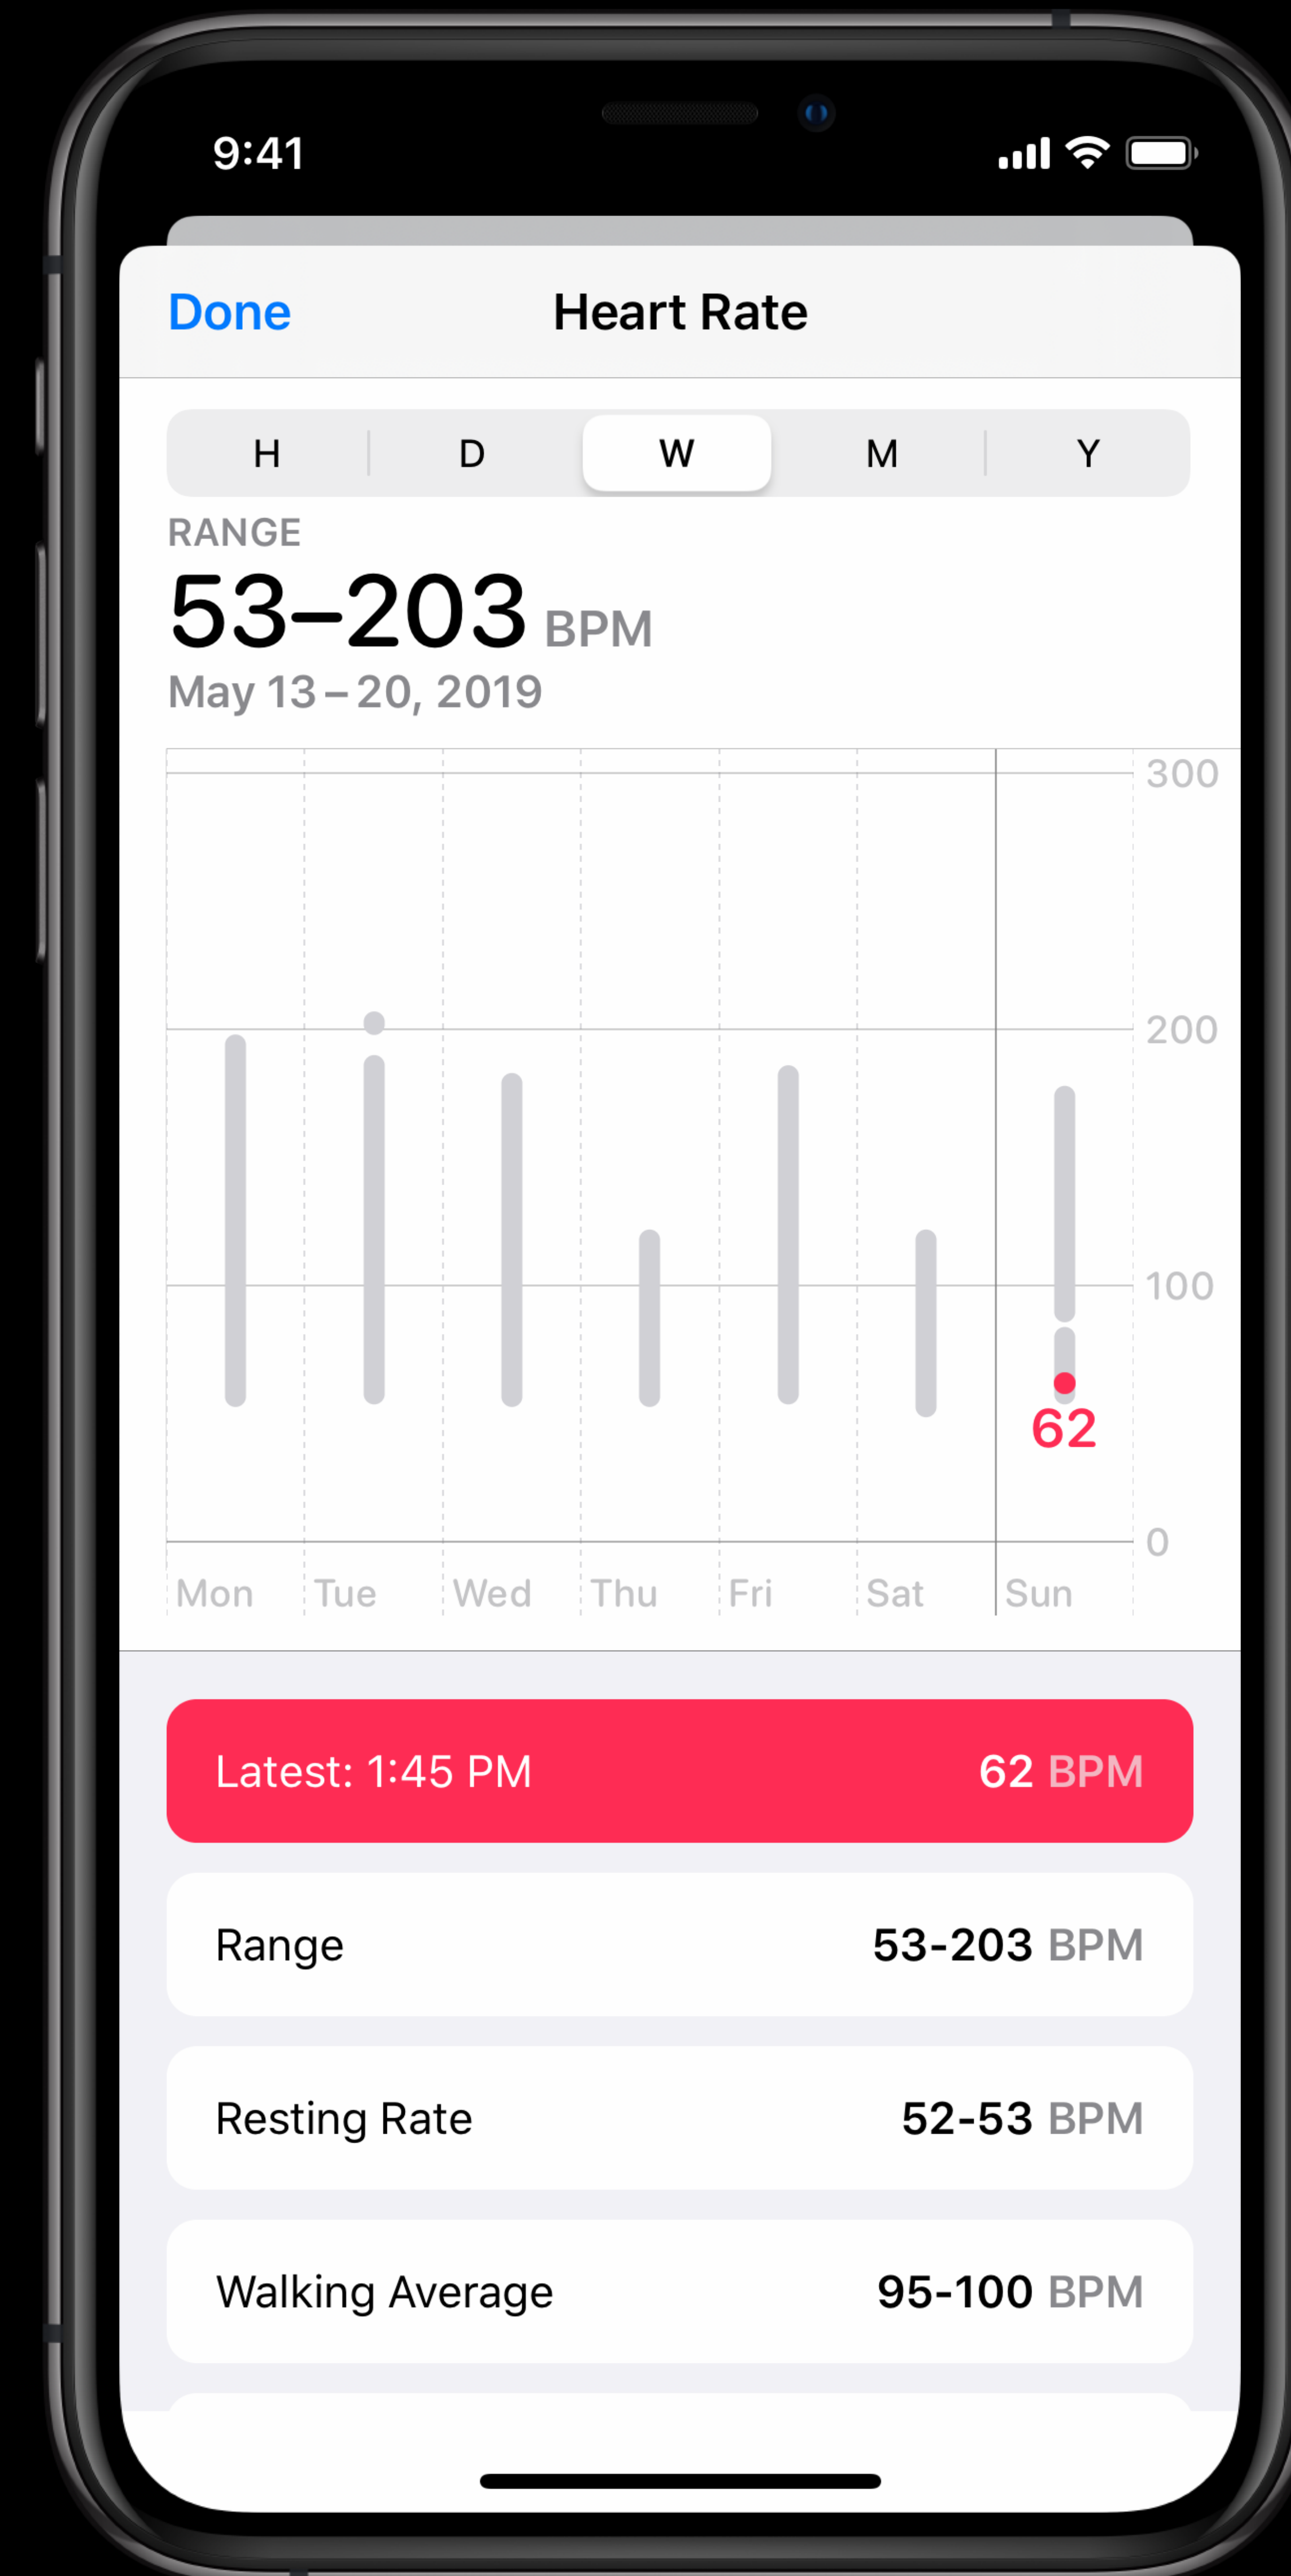 9:41
Done Heart Rate
H D W M Y
RANGE
53–203 BPM
May 13–20, 2019
300
200
100
62
0
Mon Tue Wed Thu Fri Sat Sun
Latest: 1:45 PM 62 BPM
Range 53-203 BPM
Resting Rate 52-53 BPM
Walking Average 95-100 BPM